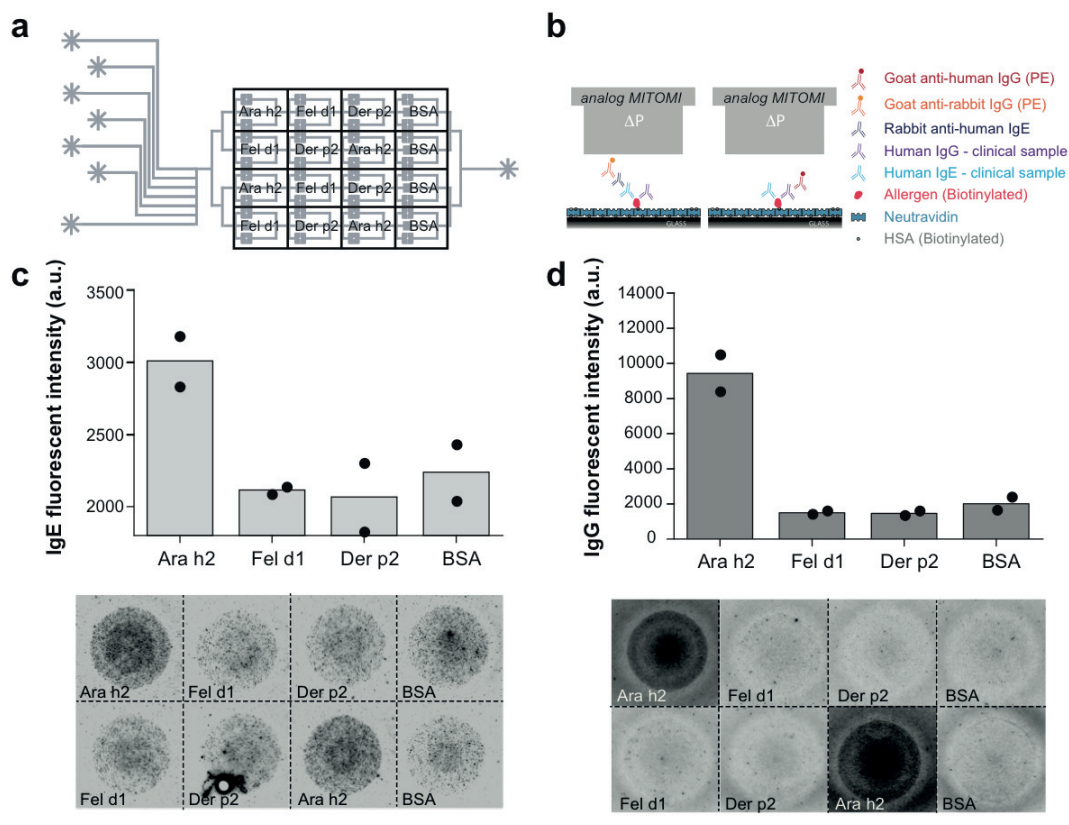 a
Ara h2 Fel d1 Der p2 BSA
Fel d1 Der p2 Ara h2 BSA
Ara h2 Fel d1 Der p2 BSA
Fel d1 Der p2 Ara h2 BSA
b
analog MITOMI
ΔP
GLASS
analog MITOMI
ΔP
GLASS
Goat anti-human IgG (PE)
Goat anti-rabbit IgG (PE)
Rabbit anti-human IgE
Human IgG - clinical sample
Human IgE - clinical sample
Allergen (Biotinylated)
Neutravidin
HSA (Biotinylated)
c
IgE fluorescent intensity (a.u.)
3500
3000
2500
2000
Ara h2 Fel d1 Der p2 BSA
Ara h2 Fel d1 Der p2 BSA
Fel d1 Der p2 Ara h2 BSA
d
IgG fluorescent intensity (a.u.)
14000
12000
10000
8000
6000
4000
2000
0
Ara h2 Fel d1 Der p2 BSA
Ara h2 Fel d1 Der p2 BSA
Fel d1 Der p2 Ara h2 BSA